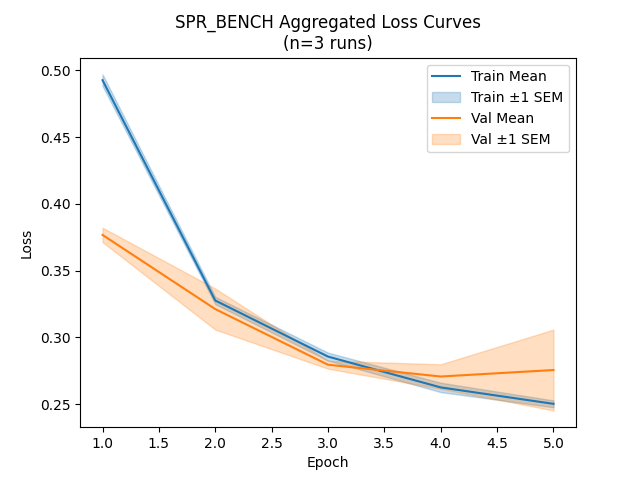 SPR_BENCH Aggregated Loss Curves
(n=3 runs)
Train Mean
Train ±1 SEM
Val Mean
Val ±1 SEM
Loss
0.50
0.45
0.40
0.35
0.30
0.25
1.0 1.5 2.0 2.5 3.0 3.5 4.0 4.5 5.0
Epoch